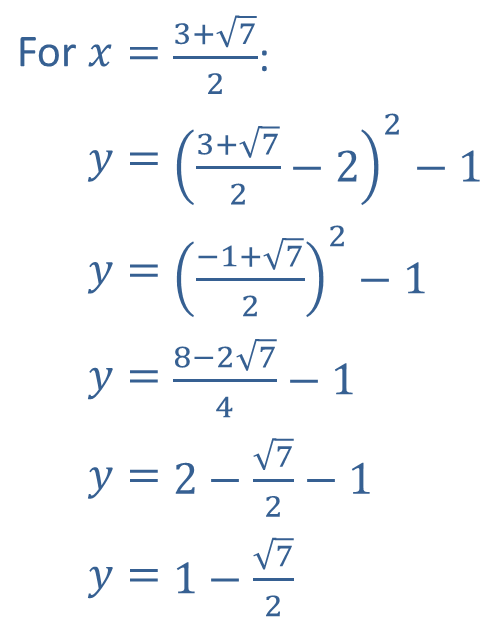 For x = (3+√7)/2:
y = ((3+√7)/2 − 2)² − 1
y = ((−1+√7)/2)² − 1
y = (8−2√7)/4 − 1
y = 2 − √7/2 − 1
y = 1 − √7/2